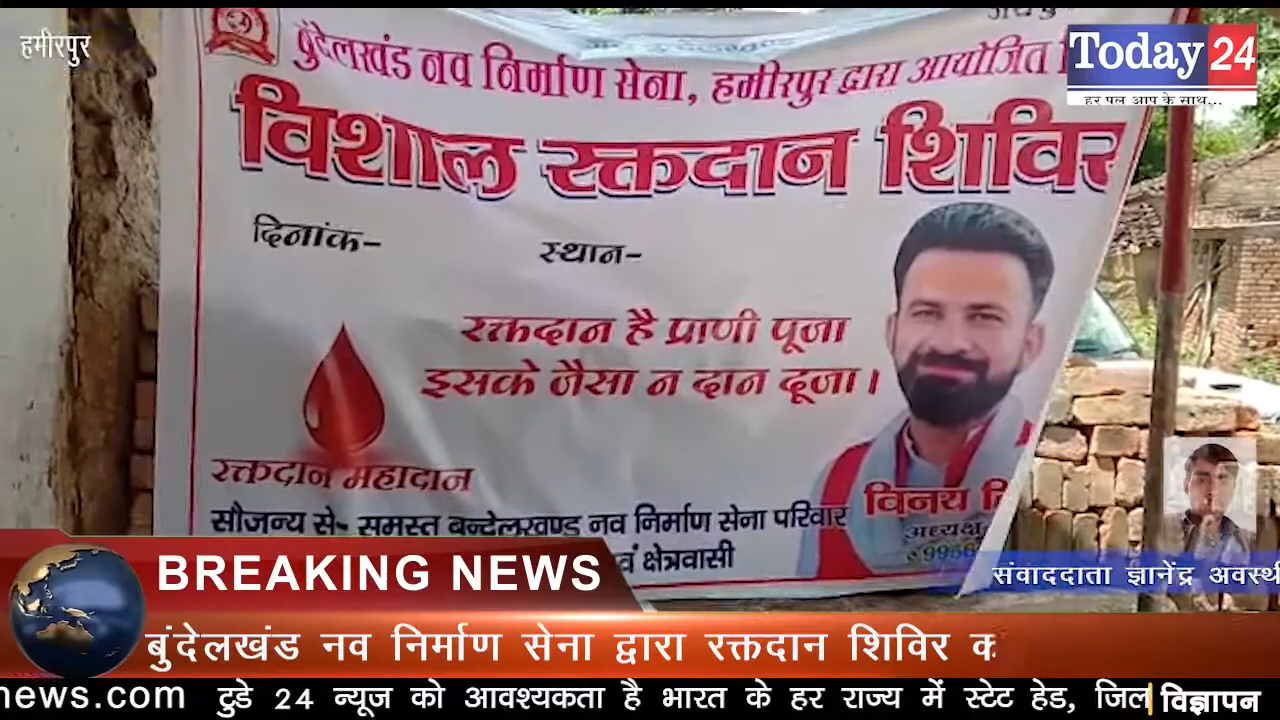 हमीरपुर
बुंदेलखंड नव निर्माण सेना, हमीरपुर द्वारा आयोजित
Today 24
हर पल आप के साथ...
विशाल रक्तदान शिविर
दिनांक-
स्थान-
रक्तदान है प्राणी पूजा
इसके जैसा न दान दूजा।
रक्तदान महादान
सौजन्य से- समस्त बुन्देलखण्ड नव निर्माण सेना परिवार
क्षेत्रवासी
विनय
अध्यक्ष
संवाददाता ज्ञानेंद्र अवस्थी
BREAKING NEWS
बुंदेलखंड नव निर्माण सेना द्वारा रक्तदान शिविर
news.com टुडे 24 न्यूज को आवश्यकता है भारत के हर राज्य में स्टेट हेड,
विज्ञापन